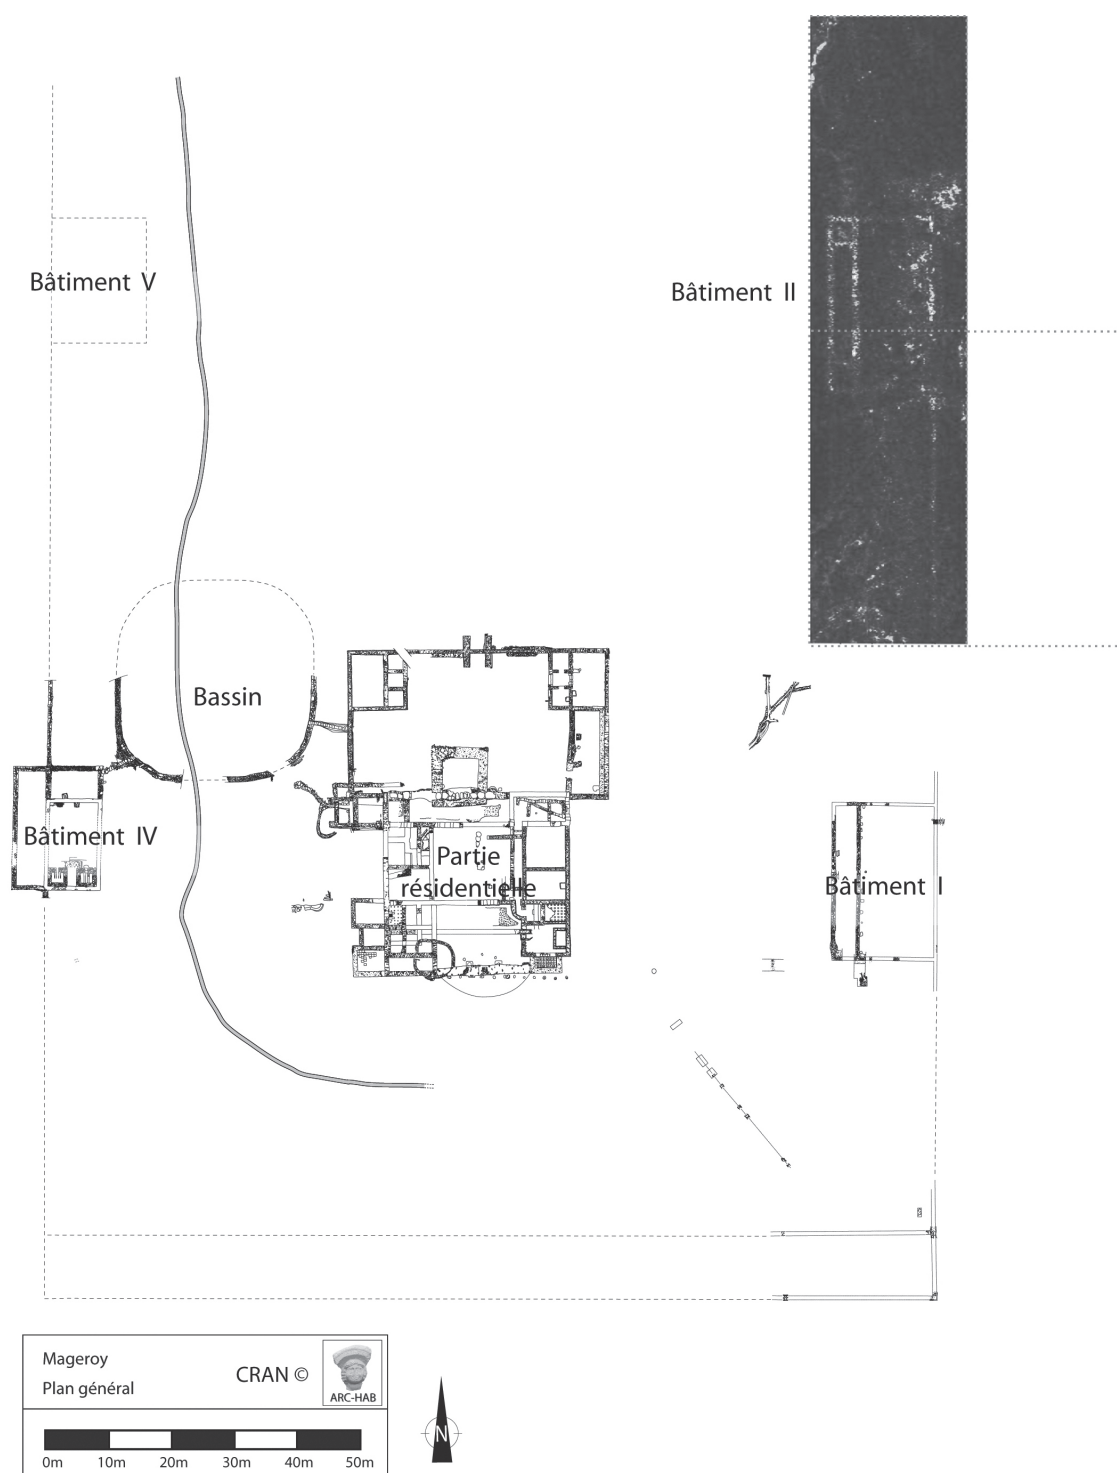 Bâtiment V
Bâtiment II
Bassin
Bâtiment IV
Partie
résidentielle
Bâtiment I
Mageroy
Plan général
CRAN ©
ARC-HAB
0m 10m 20m 30m 40m 50m
N